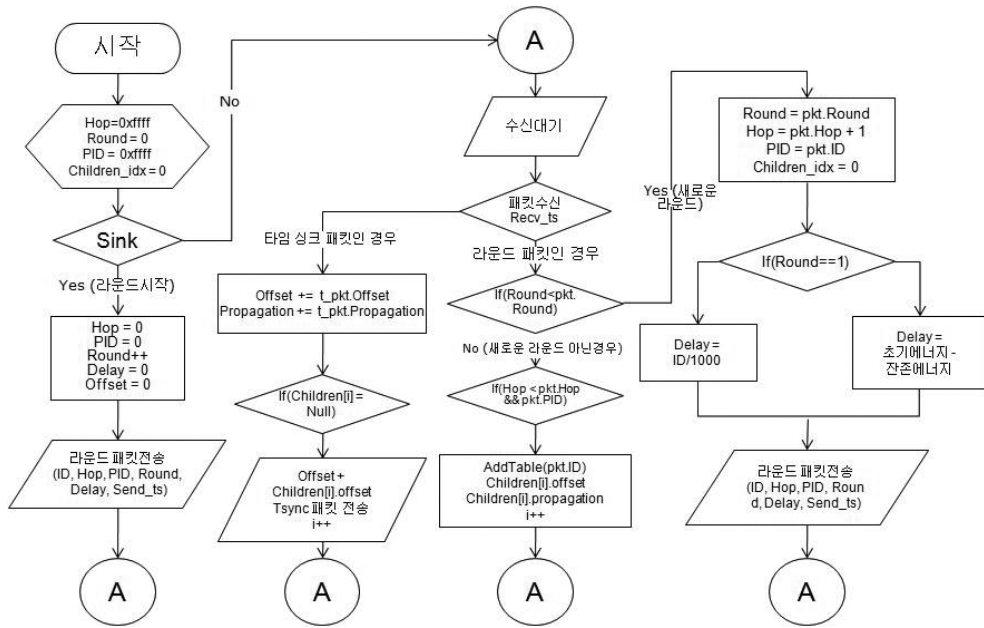 시작
Hop=0xffff
Round = 0
PID = 0xffff
Children_idx = 0
Sink
No
Yes (라운드시작)
Hop = 0
PID = 0
Round++
Delay = 0
Offset = 0
라운드 패킷전송
(ID, Hop, PID, Round,
Delay, Send_ts)
A
A
수신대기
패킷수신
Recv_ts
타임 싱크 패킷인 경우
Offset += t_pkt.Offset
Propagation += t_pkt.Propagation
If(Children[i] =
Null)
Offset +
Children[i].offset
Tsync 패킷 전송
i++
A
라운드 패킷인 경우
If(Round<pkt.
Round)
No (새로운 라운드 아닌경우)
If(Hop < pkt.Hop
&& pkt.PID)
AddTable(pkt.ID)
Children[i].offset
Children[i].propagation
i++
A
Yes (새로운
라운드)
Round = pkt.Round
Hop = pkt.Hop + 1
PID = pkt.ID
Children_idx = 0
If(Round==1)
Delay =
ID/1000
Delay =
초기에너지 -
잔존에너지
라운드 패킷전송
(ID, Hop, PID, Roun
d, Delay, Send_ts)
A